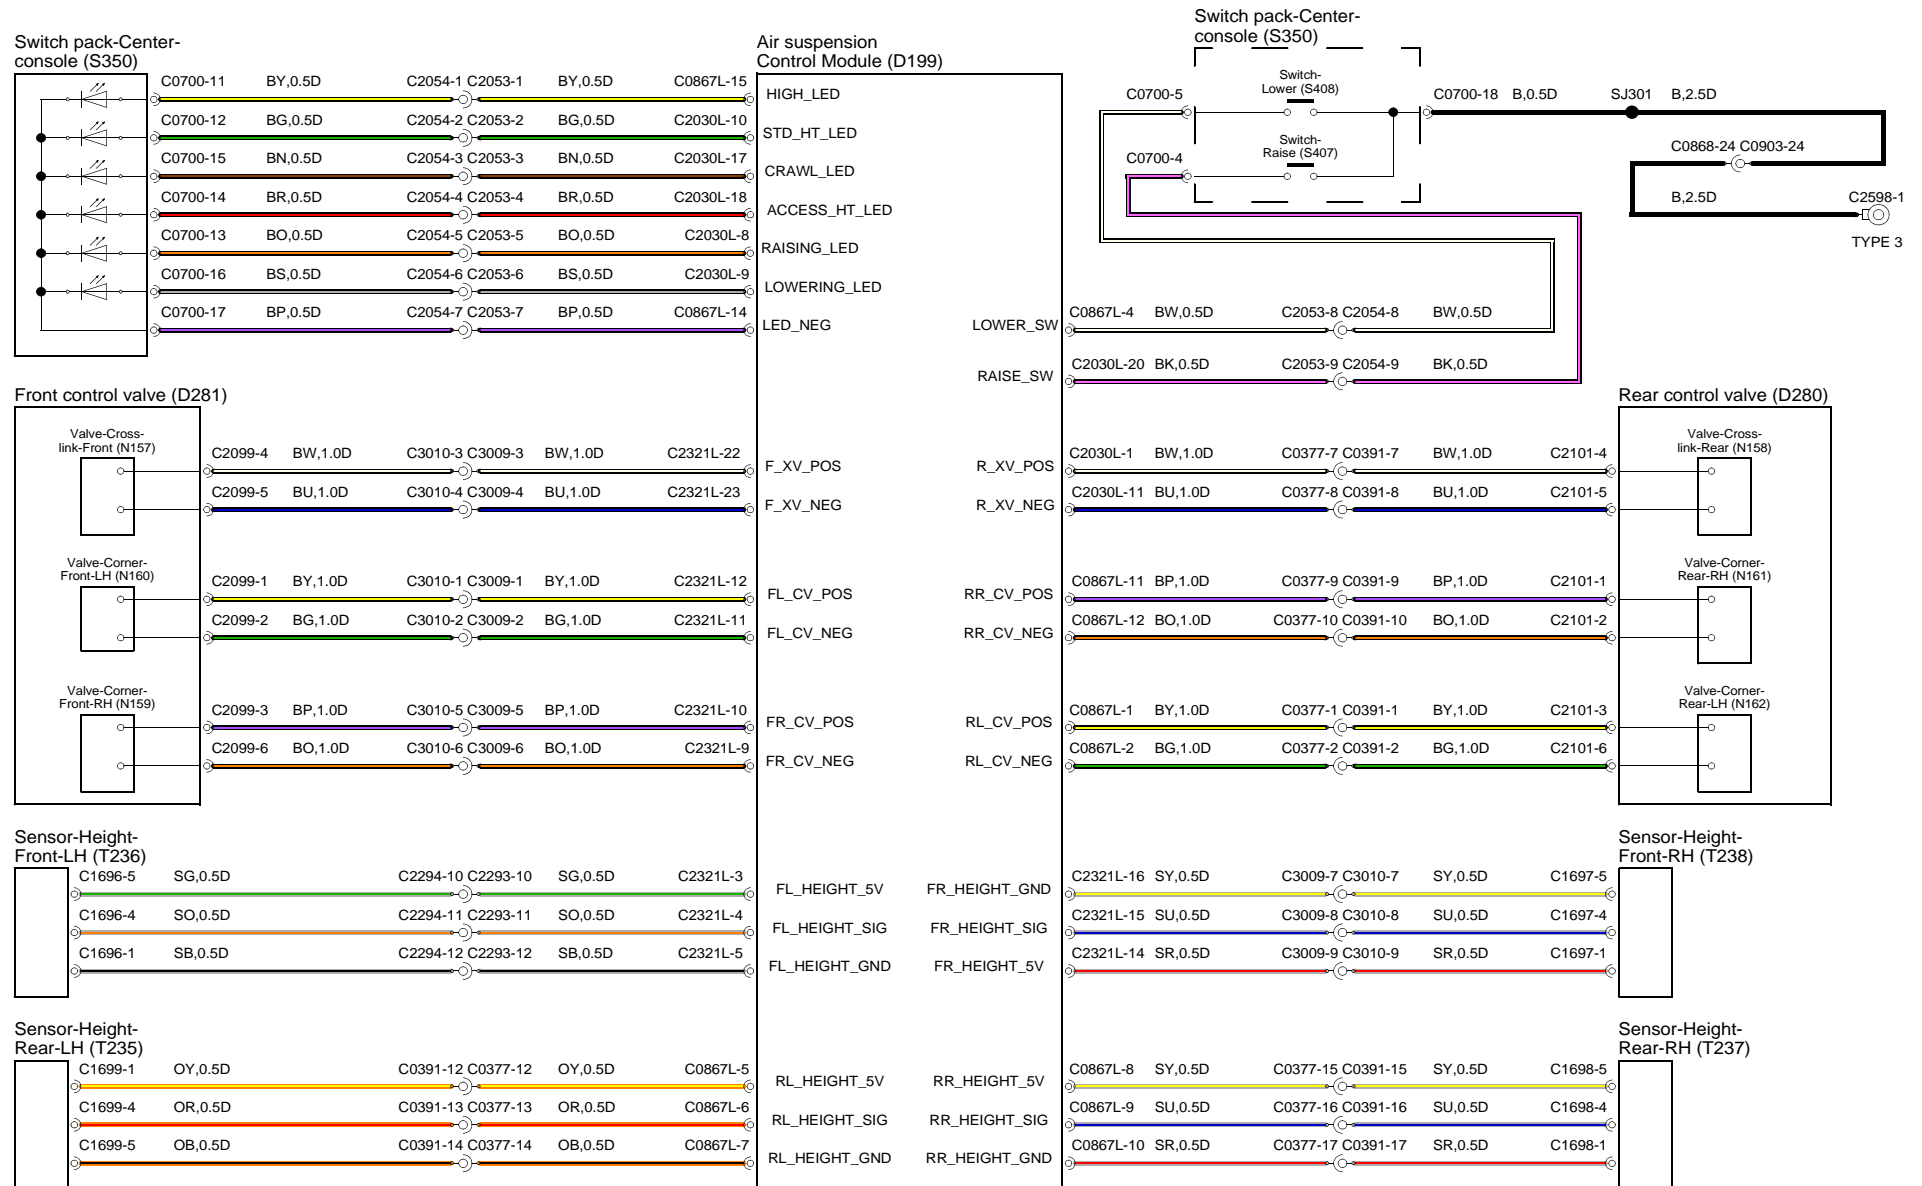 Switch pack-Center-
console (S350)
C0700-11 BY,0.5D C2054-1 C2053-1 BY,0.5D C0867L-15
C0700-12 BG,0.5D C2054-2 C2053-2 BG,0.5D C2030L-10
C0700-15 BN,0.5D C2054-3 C2053-3 BN,0.5D C2030L-17
C0700-14 BR,0.5D C2054-4 C2053-4 BR,0.5D C2030L-18
C0700-13 BO,0.5D C2054-5 C2053-5 BO,0.5D C2030L-8
C0700-16 BS,0.5D C2054-6 C2053-6 BS,0.5D C2030L-9
C0700-17 BP,0.5D C2054-7 C2053-7 BP,0.5D C0867L-14
Air suspension
Control Module (D199)
HIGH_LED
STD_HT_LED
CRAWL_LED
ACCESS_HT_LED
RAISING_LED
LOWERING_LED
LED_NEG
Switch pack-Center-
console (S350)
Switch-
Lower (S408)
Switch-
Raise (S407)
C0700-5
C0700-4
C0700-18 B,0.5D SJ301 B,2.5D
C0868-24 C0903-24
B,2.5D C2598-1
TYPE 3
LOWER_SW C0867L-4 BW,0.5D C2053-8 C2054-8 BW,0.5D
RAISE_SW C2030L-20 BK,0.5D C2053-9 C2054-9 BK,0.5D
Front control valve (D281)
Valve-Cross-
link-Front (N157)
C2099-4 BW,1.0D C3010-3 C3009-3 BW,1.0D C2321L-22 F_XV_POS
C2099-5 BU,1.0D C3010-4 C3009-4 BU,1.0D C2321L-23 F_XV_NEG
Valve-Corner-
Front-LH (N160)
C2099-1 BY,1.0D C3010-1 C3009-1 BY,1.0D C2321L-12 FL_CV_POS
C2099-2 BG,1.0D C3010-2 C3009-2 BG,1.0D C2321L-11 FL_CV_NEG
Valve-Corner-
Front-RH (N159)
C2099-3 BP,1.0D C3010-5 C3009-5 BP,1.0D C2321L-10 FR_CV_POS
C2099-6 BO,1.0D C3010-6 C3009-6 BO,1.0D C2321L-9 FR_CV_NEG
Rear control valve (D280)
Valve-Cross-
link-Rear (N158)
R_XV_POS C2030L-1 BW,1.0D C0377-7 C0391-7 BW,1.0D C2101-4
R_XV_NEG C2030L-11 BU,1.0D C0377-8 C0391-8 BU,1.0D C2101-5
Valve-Corner-
Rear-RH (N161)
RR_CV_POS C0867L-11 BP,1.0D C0377-9 C0391-9 BP,1.0D C2101-1
RR_CV_NEG C0867L-12 BO,1.0D C0377-10 C0391-10 BO,1.0D C2101-2
Valve-Corner-
Rear-LH (N162)
RL_CV_POS C0867L-1 BY,1.0D C0377-1 C0391-1 BY,1.0D C2101-3
RL_CV_NEG C0867L-2 BG,1.0D C0377-2 C0391-2 BG,1.0D C2101-6
Sensor-Height-
Front-LH (T236)
C1696-5 SG,0.5D C2294-10 C2293-10 SG,0.5D C2321L-3 FL_HEIGHT_5V
C1696-4 SO,0.5D C2294-11 C2293-11 SO,0.5D C2321L-4 FL_HEIGHT_SIG
C1696-1 SB,0.5D C2294-12 C2293-12 SB,0.5D C2321L-5 FL_HEIGHT_GND
Sensor-Height-
Front-RH (T238)
FR_HEIGHT_GND C2321L-16 SY,0.5D C3009-7 C3010-7 SY,0.5D C1697-5
FR_HEIGHT_SIG C2321L-15 SU,0.5D C3009-8 C3010-8 SU,0.5D C1697-4
FR_HEIGHT_5V C2321L-14 SR,0.5D C3009-9 C3010-9 SR,0.5D C1697-1
Sensor-Height-
Rear-LH (T235)
C1699-1 OY,0.5D C0391-12 C0377-12 OY,0.5D C0867L-5 RL_HEIGHT_5V
C1699-4 OR,0.5D C0391-13 C0377-13 OR,0.5D C0867L-6 RL_HEIGHT_SIG
C1699-5 OB,0.5D C0391-14 C0377-14 OB,0.5D C0867L-7 RL_HEIGHT_GND
Sensor-Height-
Rear-RH (T237)
RR_HEIGHT_5V C0867L-8 SY,0.5D C0377-15 C0391-15 SY,0.5D C1698-5
RR_HEIGHT_SIG C0867L-9 SU,0.5D C0377-16 C0391-16 SU,0.5D C1698-4
RR_HEIGHT_GND C0867L-10 SR,0.5D C0377-17 C0391-17 SR,0.5D C1698-1